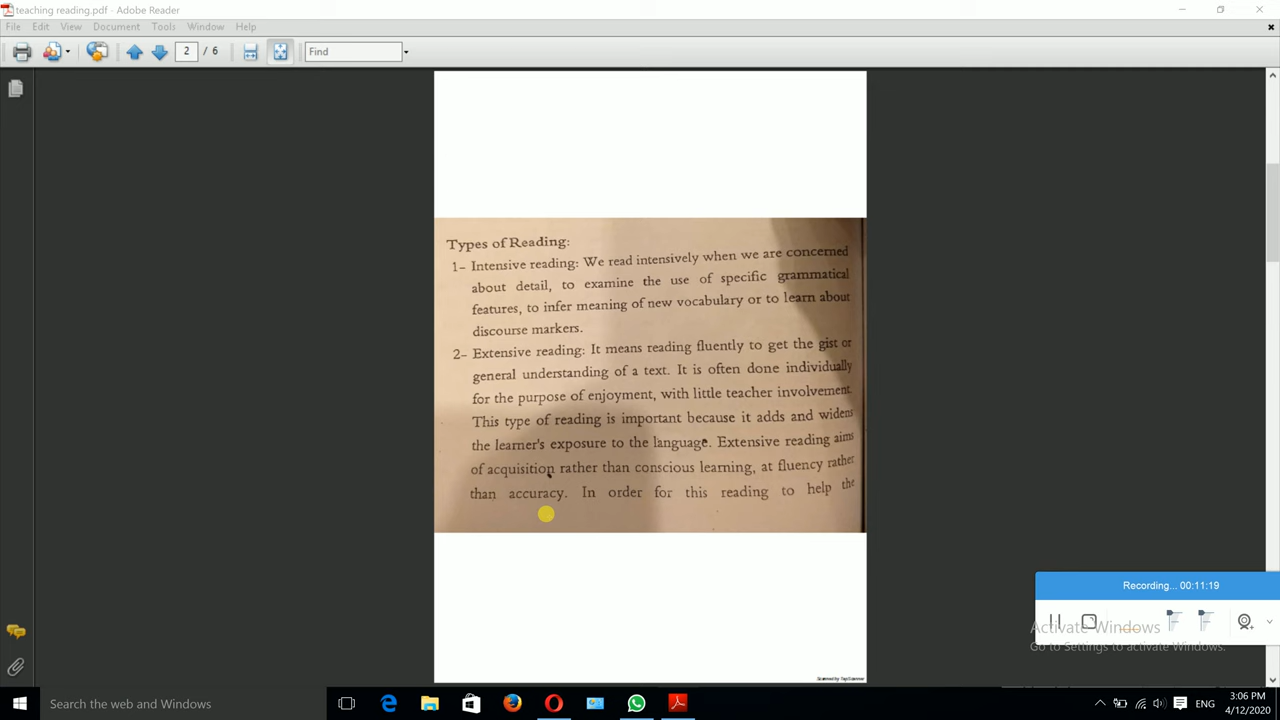 teaching reading.pdf - Adobe Reader
File Edit View Document Tools Window Help
2 / 6 Find
Types of Reading:
1- Intensive reading: We read intensively when we are concerned
about detail, to examine the use of specific grammatical
features, to infer meaning of new vocabulary or to learn about
discourse markers.
2- Extensive reading: It means reading fluently to get the gist or
general understanding of a text. It is often done individually
for the purpose of enjoyment, with little teacher involvement
This type of reading is important because it adds and widens
the learner's exposure to the language. Extensive reading aims
of acquisition rather than conscious learning, at fluency rather
than accuracy. In order for this reading to help the
Recording... 00:11:19
Activate Windows
Go to Settings to activate Windows.
Scanned by TapScanner
Search the web and Windows
ENG
3:06 PM
4/12/2020